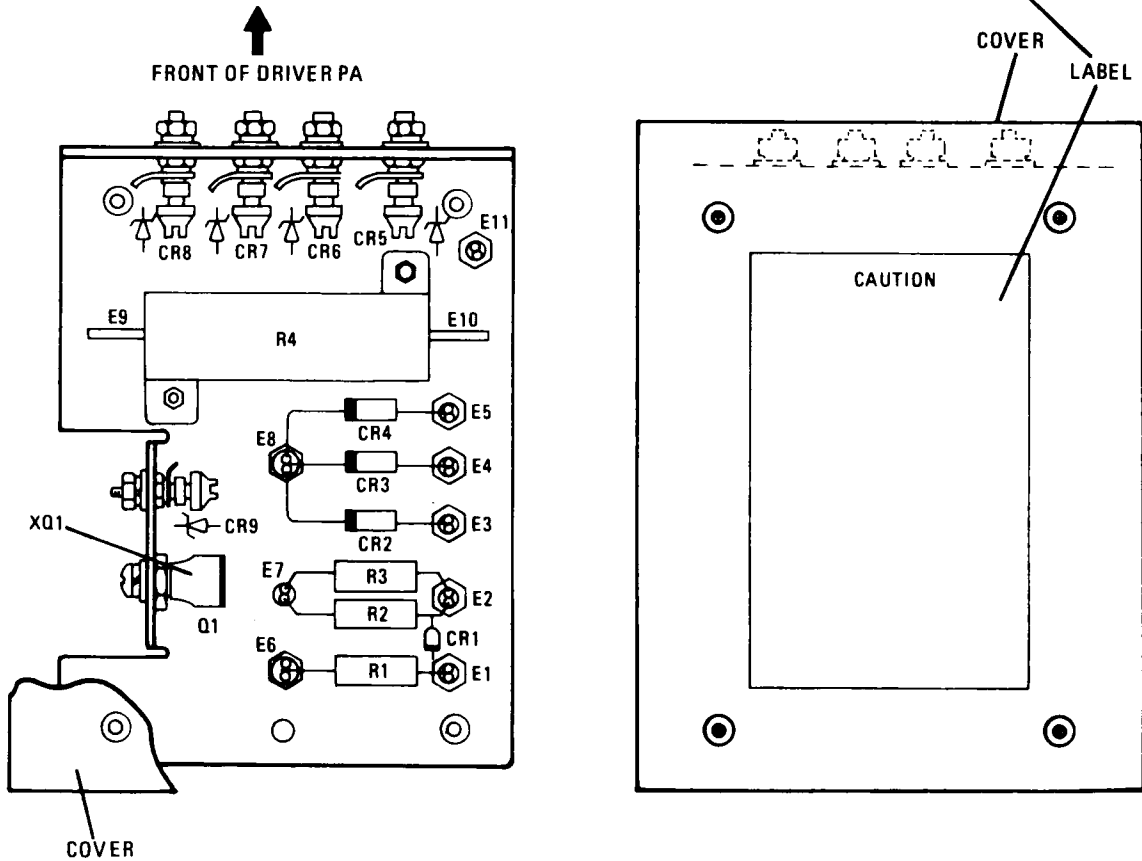 FRONT OF DRIVER PA
COVER
LABEL
CR8
CR7
CR6
CR5
E11
CAUTION
E9
R4
E10
E5
CR4
E8
E4
CR3
XQ1
CR9
E3
CR2
E7
R3
E2
R2
Q1
CR1
E6
R1
E1
COVER